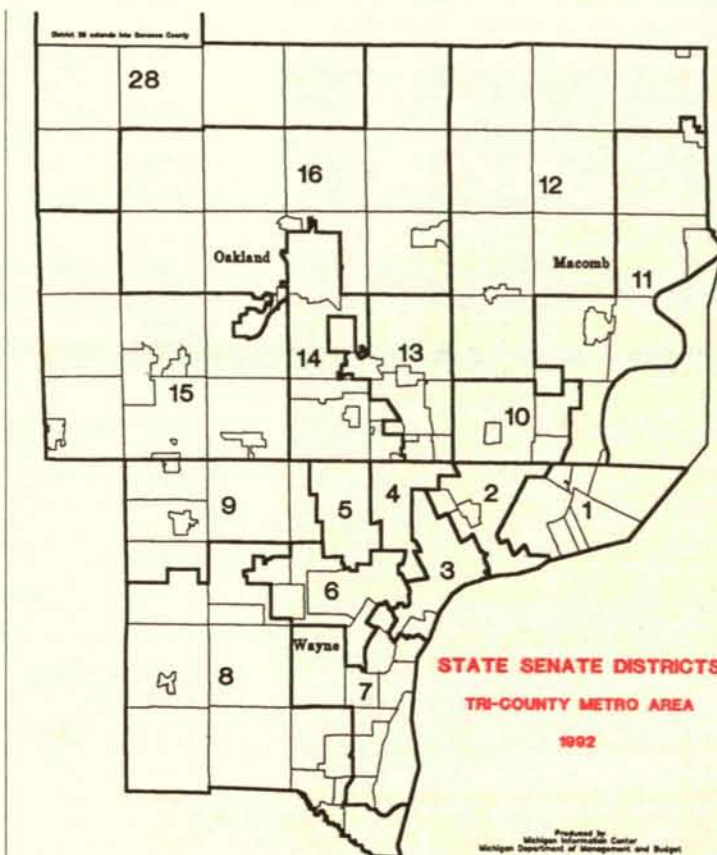 District 28 extends into Genesee County
28
16
12
Oakland
Macomb
11
14
13
15
10
2
4
5
9
1
3
6
Wayne
8
7
STATE SENATE DISTRICTS
TRI-COUNTY METRO AREA
1992
Produced by
Michigan Information Center
Michigan Department of Management and Budget